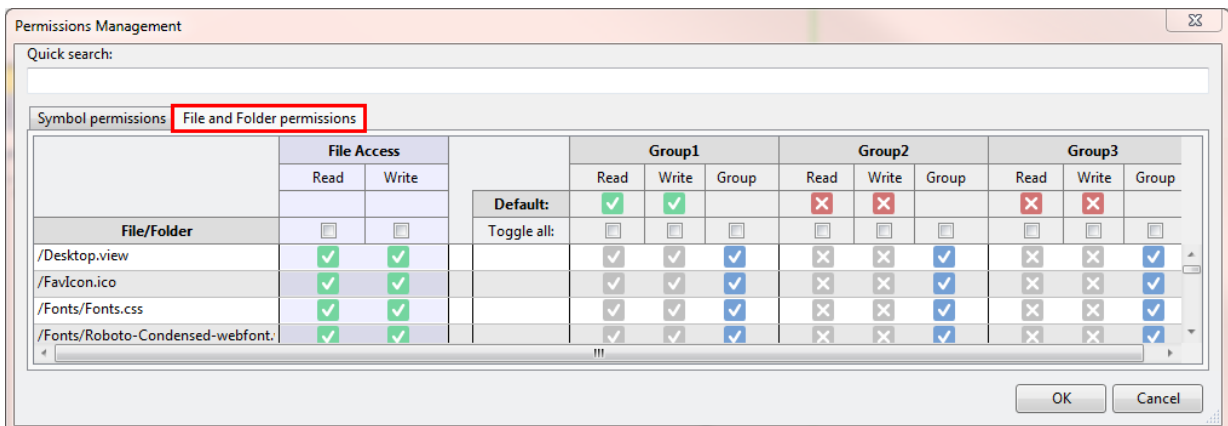 Permissions Management
Quick search:
Symbol permissions File and Folder permissions
File Access Group1 Group2 Group3
Read Write Read Write Group Read Write Group Read Write Group
Default:
File/Folder Toggle all:
/Desktop.view
/FavIcon.ico
/Fonts/Fonts.css
/Fonts/Roboto-Condensed-webfont.
OK Cancel